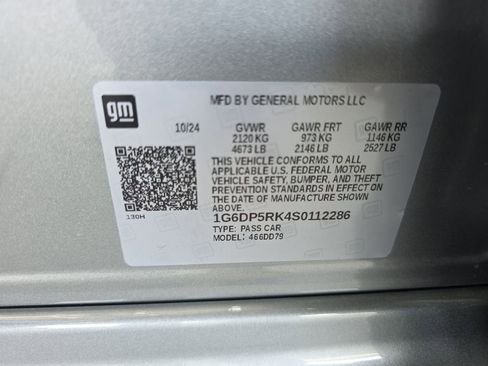 gm
MFD BY GENERAL MOTORS LLC
10/24 GVWR GAWR FRT GAWR RR
2120 KG 973 KG 1146 KG
4673 LB 2146 LB 2527 LB
THIS VEHICLE CONFORMS TO ALL
APPLICABLE U.S. FEDERAL MOTOR
VEHICLE SAFETY, BUMPER, AND THEFT
PREVENTION STANDARDS IN EFFECT ON
THE DATE OF MANUFACTURE SHOWN
ABOVE.
130H
1G6DP5RK4S0112286
TYPE: PASS CAR
MODEL: 466DD79